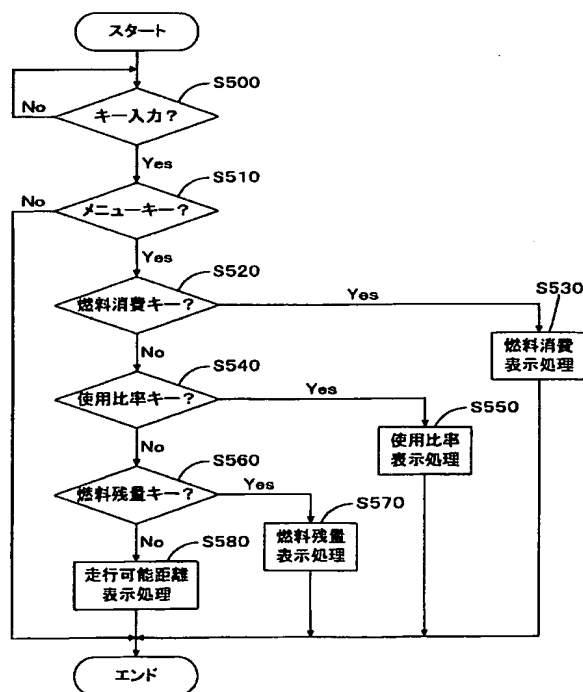 スタート
S500
No
キー入力？
Yes
S510
No
メニューキー？
Yes
S520
燃料消費キー？
Yes
S530
燃料消費
表示処理
No
S540
使用比率キー？
Yes
S550
使用比率
表示処理
No
S560
燃料残量キー？
Yes
S570
燃料残量
表示処理
No
S580
走行可能距離
表示処理
エンド